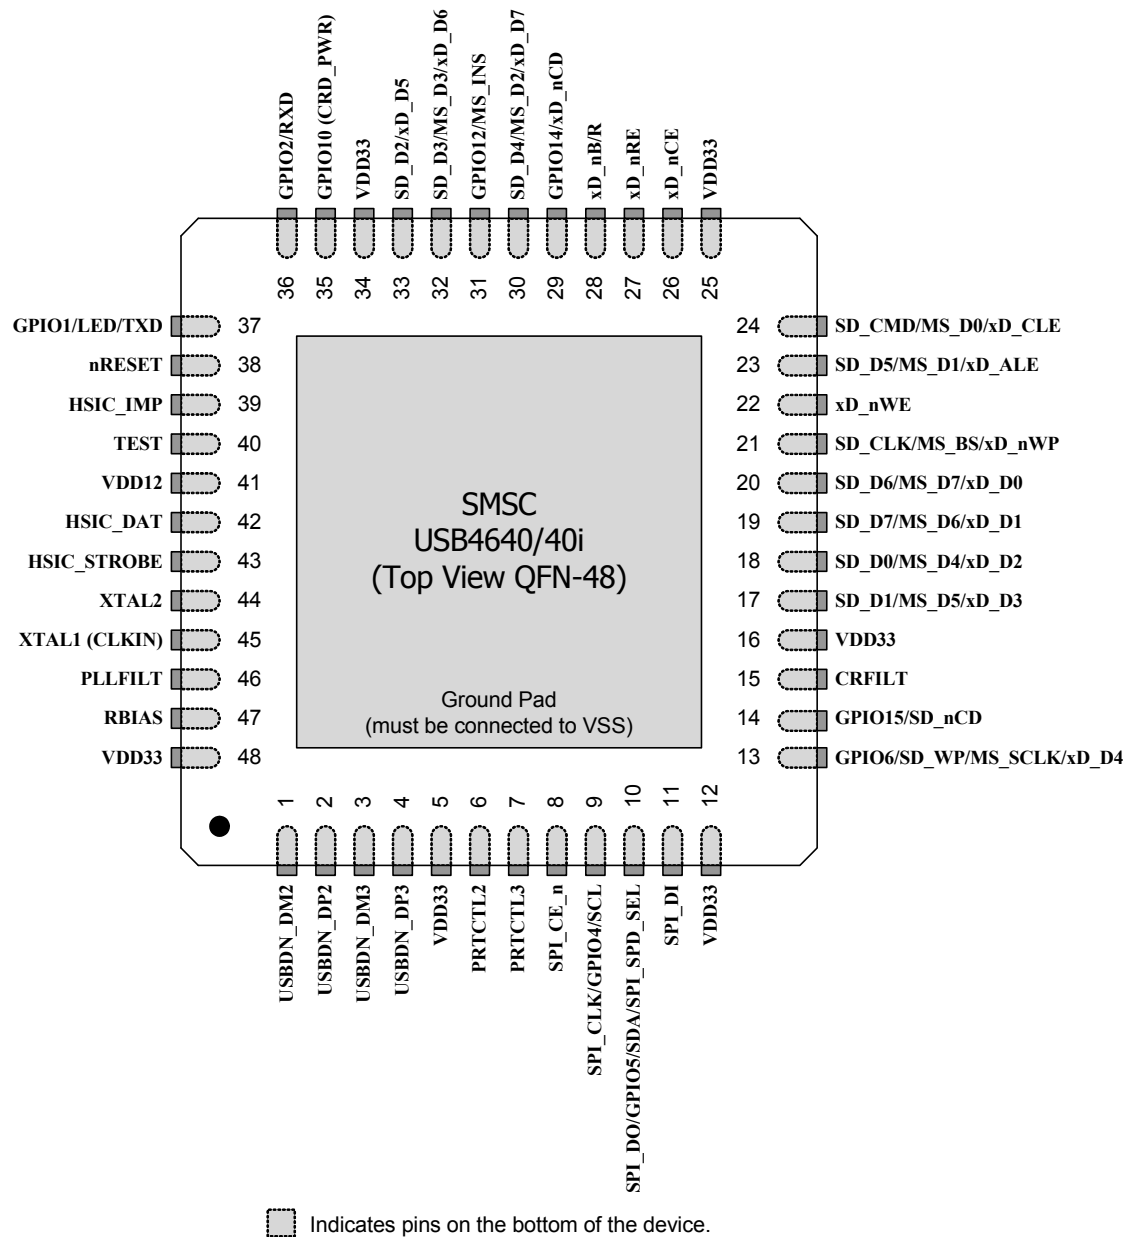 GPIO2/RXD
GPIO10 (CRD_PWR)
VDD33
SD_D2/xD_D5
SD_D3/MS_D3/xD_D6
GPIO12/MS_INS
SD_D4/MS_D2/xD_D7
GPIO14/xD_nCD
xD_nB/R
xD_nRE
xD_nCE
VDD33
36
35
34
33
32
31
30
29
28
27
26
25
GPIO1/LED/TXD 37
nRESET 38
HSIC_IMP 39
TEST 40
VDD12 41
HSIC_DAT 42
HSIC_STROBE 43
XTAL2 44
XTAL1 (CLKIN) 45
PLLFILT 46
RBIAS 47
VDD33 48
SMSC
USB4640/40i
(Top View QFN-48)
Ground Pad
(must be connected to VSS)
24 SD_CMD/MS_D0/xD_CLE
23 SD_D5/MS_D1/xD_ALE
22 xD_nWE
21 SD_CLK/MS_BS/xD_nWP
20 SD_D6/MS_D7/xD_D0
19 SD_D7/MS_D6/xD_D1
18 SD_D0/MS_D4/xD_D2
17 SD_D1/MS_D5/xD_D3
16 VDD33
15 CRFILT
14 GPIO15/SD_nCD
13 GPIO6/SD_WP/MS_SCLK/xD_D4
1
2
3
4
5
6
7
8
9
10
11
12
USBDN_DM2
USBDN_DP2
USBDN_DM3
USBDN_DP3
VDD33
PRTCTL2
PRTCTL3
SPI_CE_n
SPI_CLK/GPIO4/SCL
SPI_DO/GPIO5/SDA/SPI_SPD_SEL
SPI_DI
VDD33
Indicates pins on the bottom of the device.